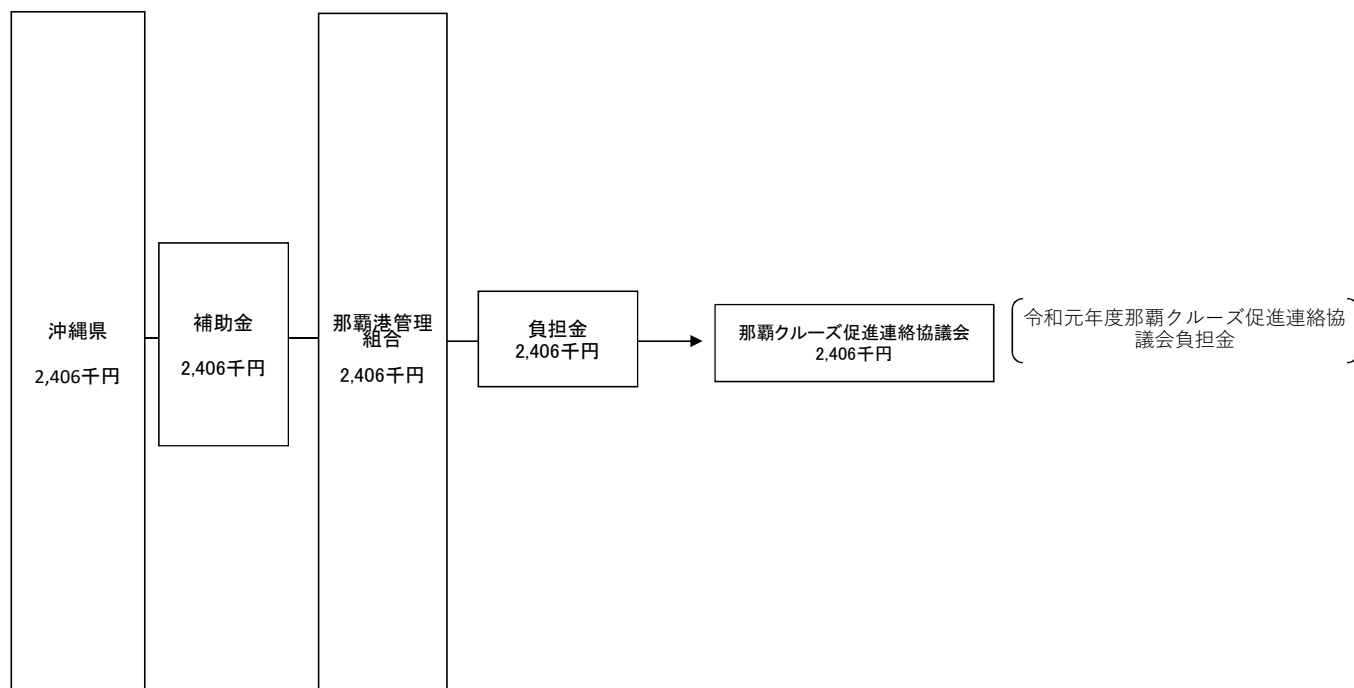 沖縄県
2,406千円
補助金
2,406千円
那覇港管理
組合
2,406千円
負担金
2,406千円
那覇クルーズ促進連絡協議会
2,406千円
令和元年度那覇クルーズ促進連絡協
議会負担金